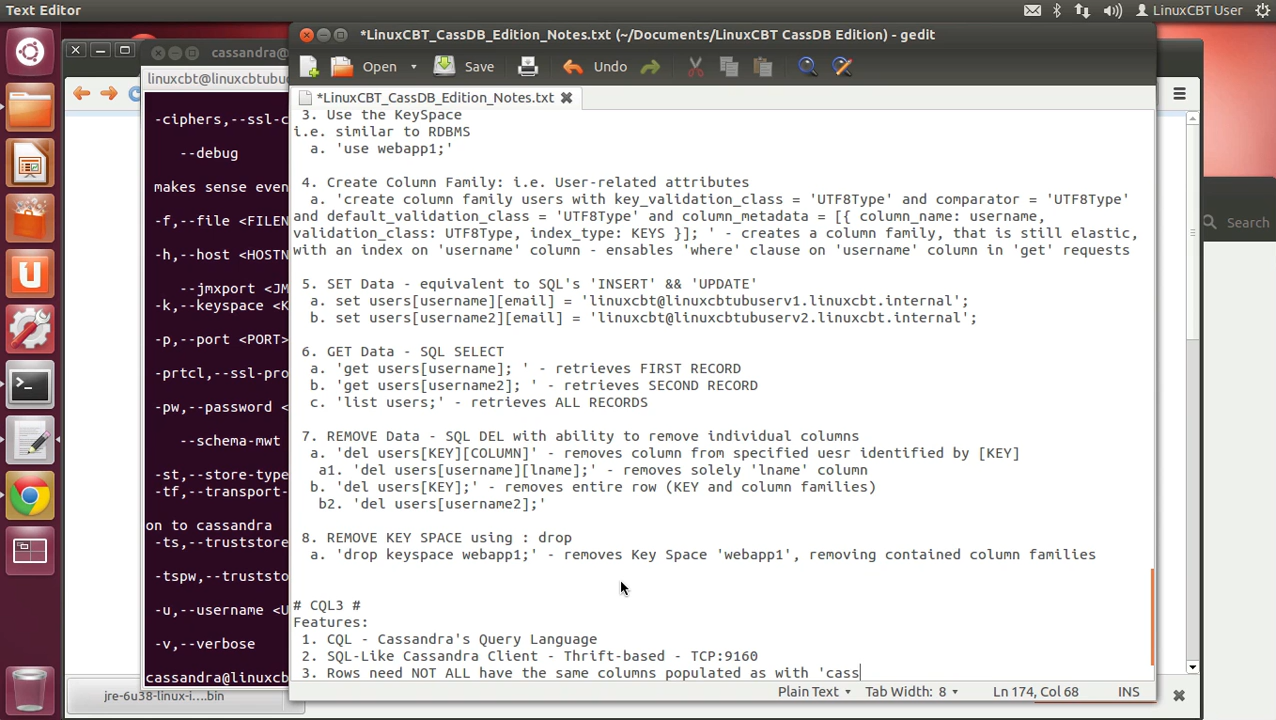 Text Editor
LinuxCBT User
*LinuxCBT_CassDB_Edition_Notes.txt (~/Documents/LinuxCBT CassDB Edition) - gedit
cassandra@
linuxcbt@linuxcbtubu
Open
Save
Undo
*LinuxCBT_CassDB_Edition_Notes.txt
3. Use the KeySpace
i.e. similar to RDBMS
a. 'use webapp1;'
4. Create Column Family: i.e. User-related attributes
a. 'create column family users with key_validation_class = 'UTF8Type' and comparator = 'UTF8Type'
and default_validation_class = 'UTF8Type' and column_metadata = [{ column_name: username,
validation_class: UTF8Type, index_type: KEYS }]; ' - creates a column family, that is still elastic,
with an index on 'username' column - ensables 'where' clause on 'username' column in 'get' requests
5. SET Data - equivalent to SQL's 'INSERT' && 'UPDATE'
a. set users[username][email] = 'linuxcbt@linuxcbtubuserv1.linuxcbt.internal';
b. set users[username2][email] = 'linuxcbt@linuxcbtubuserv2.linuxcbt.internal';
6. GET Data - SQL SELECT
a. 'get users[username]; ' - retrieves FIRST RECORD
b. 'get users[username2]; ' - retrieves SECOND RECORD
c. 'list users;' - retrieves ALL RECORDS
7. REMOVE Data - SQL DEL with ability to remove individual columns
a. 'del users[KEY][COLUMN]' - removes column from specified uesr identified by [KEY]
a1. 'del users[username][lname];' - removes solely 'lname' column
b. 'del users[KEY];' - removes entire row (KEY and column families)
b2. 'del users[username2];'
8. REMOVE KEY SPACE using : drop
a. 'drop keyspace webapp1;' - removes Key Space 'webapp1', removing contained column families
# CQL3 #
Features:
1. CQL - Cassandra's Query Language
2. SQL-Like Cassandra Client - Thrift-based - TCP:9160
3. Rows need NOT ALL have the same columns populated as with 'cass
Plain Text
Tab Width: 8
Ln 174, Col 68
INS
-ciphers,--ssl-c
--debug
makes sense even
-f,--file <FILEN
-h,--host <HOSTN
--jmxport <JM
-k,--keyspace <K
-p,--port <PORT>
-prtcl,--ssl-pro
-pw,--password <
--schema-mwt
-st,--store-type
-tf,--transport-
on to cassandra
-ts,--truststore
-tspw,--truststo
-u,--username <U
-v,--verbose
cassandra@linuxc
Search
jre-6u38-linux-i....bin